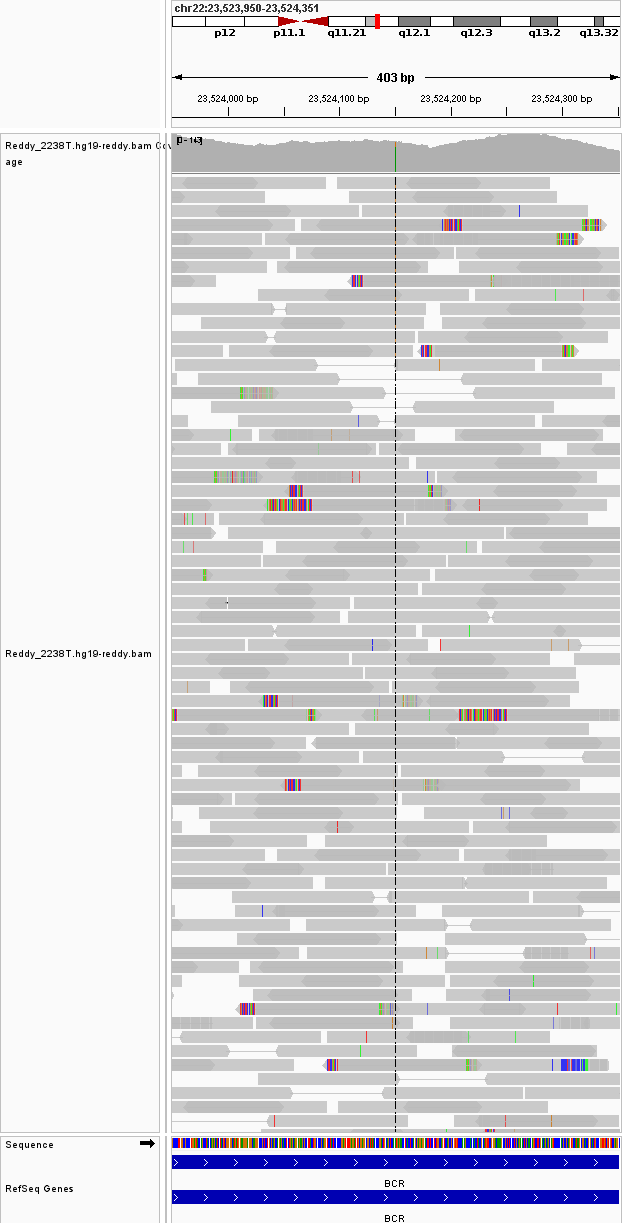 chr22:23,523,950-23,524,351
p12 p11.1 q11.21 q12.1 q12.3 q13.2 q13.32
403 bp
23,524,000 bp 23,524,100 bp 23,524,200 bp 23,524,300 bp
Reddy_2238T.hg19-reddy.bam Cov
age
Reddy_2238T.hg19-reddy.bam
Sequence
BCR
RefSeq Genes
BCR